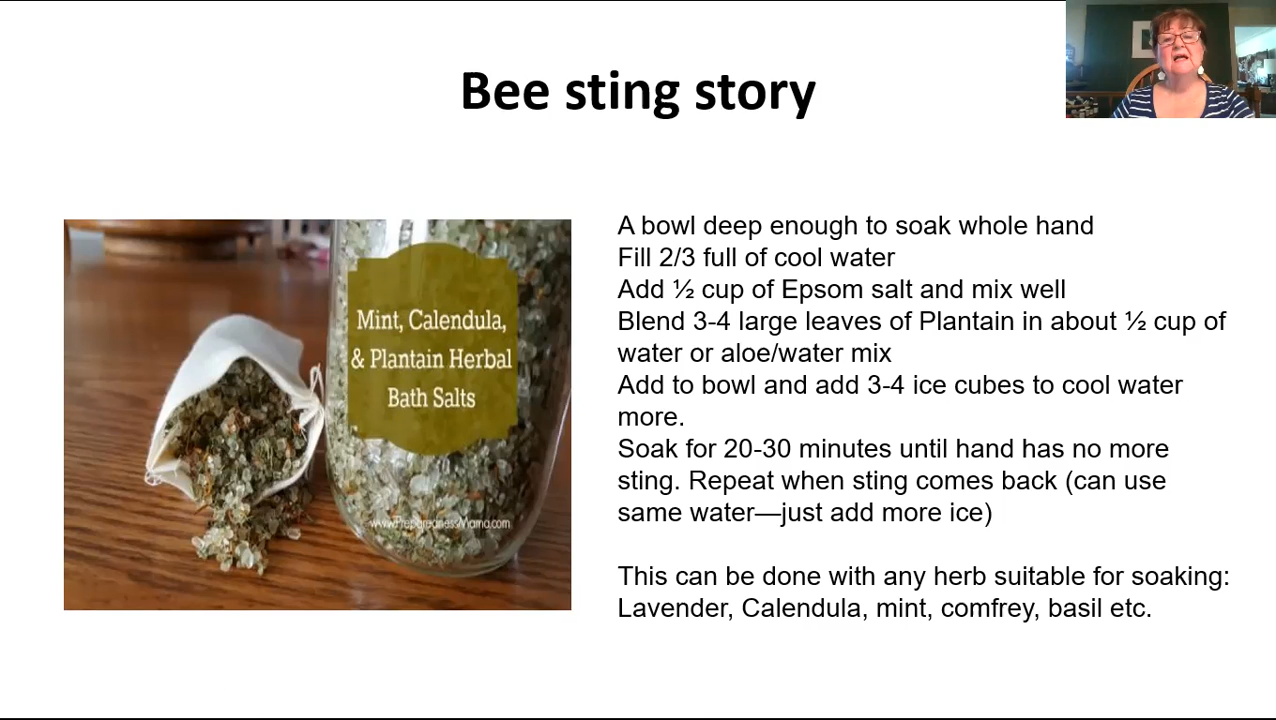 Bee sting story
Mint, Calendula,
& Plantain Herbal
Bath Salts
www.PreparednessMama.com
A bowl deep enough to soak whole hand
Fill 2/3 full of cool water
Add ½ cup of Epsom salt and mix well
Blend 3-4 large leaves of Plantain in about ½ cup of
water or aloe/water mix
Add to bowl and add 3-4 ice cubes to cool water
more.
Soak for 20-30 minutes until hand has no more
sting. Repeat when sting comes back (can use
same water—just add more ice)
This can be done with any herb suitable for soaking:
Lavender, Calendula, mint, comfrey, basil etc.